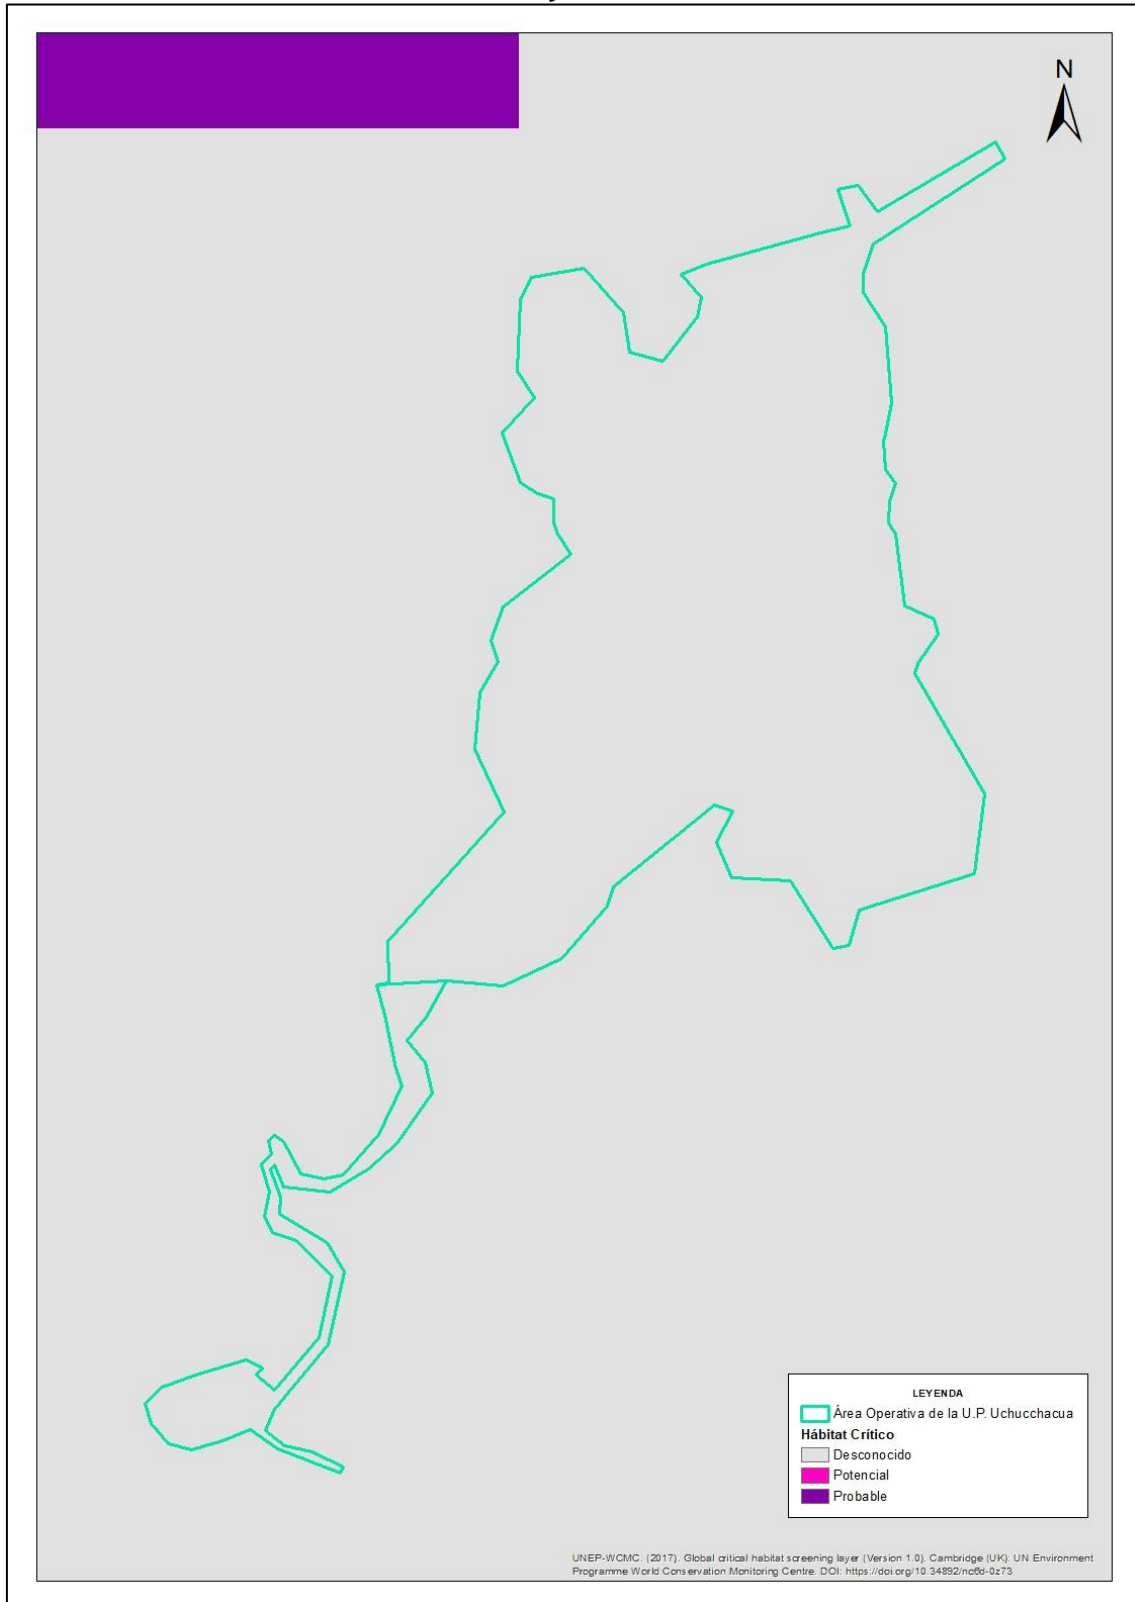 N
LEYENDA
Área Operativa de la U.P. Uchucchacua
Hábitat Crítico
Desconocido
Potencial
Probable
UNEP-WCMC. (2017). Global critical habitat screening layer (Version 1.0). Cambridge (UK): UN Environment
Programme World Conservation Monitoring Centre. DOI: https://doi.org/10.34892/nc6d-0z73